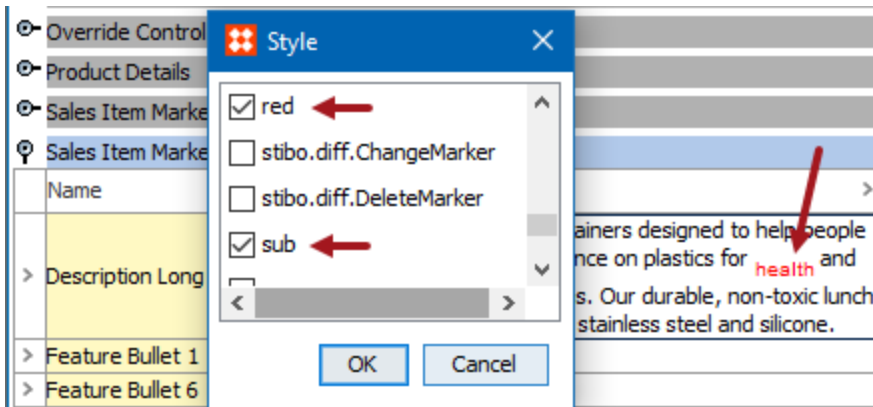 Override Control
Style
Product Details
red
Sales Item Marke
stibo.diff.ChangeMarker
Sales Item Marke
stibo.diff.DeleteMarker
Name
sub
ainers designed to help people
nce on plastics for health and
Description Long
s. Our durable, non-toxic lunch
stainless steel and silicone.
OK
Cancel
Feature Bullet 1
Feature Bullet 6